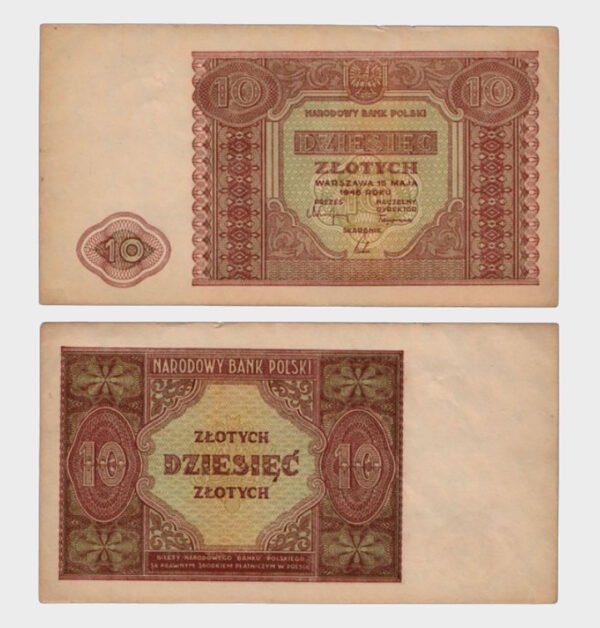 10
10
NARODOWY BANK POLSKI
DZIESIĘĆ
ZŁOTYCH
WARSZAWA 15 MAJA
1946 ROKU
PREZES
NACZELNY
DYREKTOR
SKARBNIK
10
NARODOWY BANK POLSKI
10
10
ZŁOTYCH
DZIESIĘĆ
ZŁOTYCH
BILETY NARODOWEGO BANKU POLSKIEGO
SĄ PRAWNYM ŚRODKIEM PŁATNICZYM W POLSCE